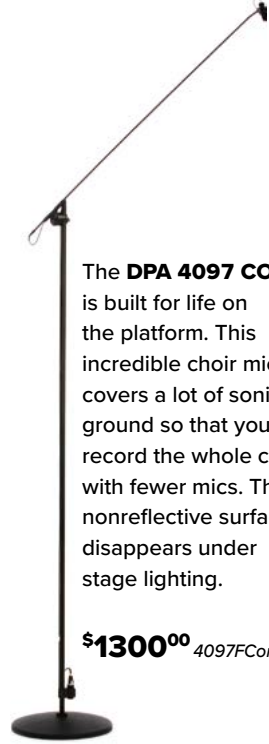 The DPA 4097 CO
is built for life on
the platform. This
incredible choir mi
covers a lot of soni
ground so that you
record the whole c
with fewer mics. Th
nonreflective surfa
disappears under
stage lighting.
$1300⁰⁰ 4097FCor